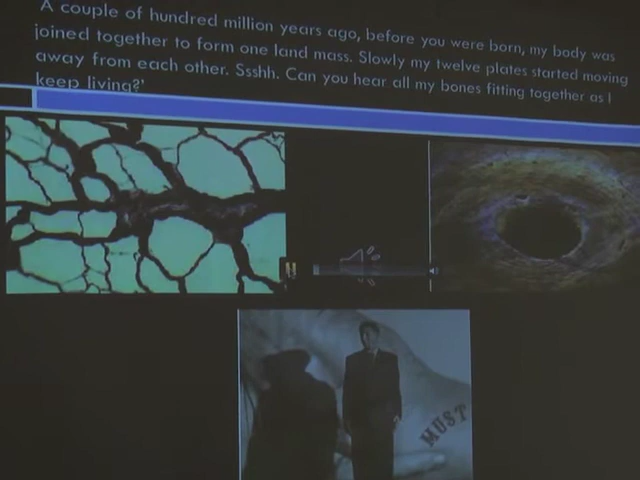 A couple of hundred million years ago, before you were born, my body was
joined together to form one land mass. Slowly my twelve plates started moving
away from each other. Sssshh. Can you hear all my bones fitting together as I
keep living?'
MUST